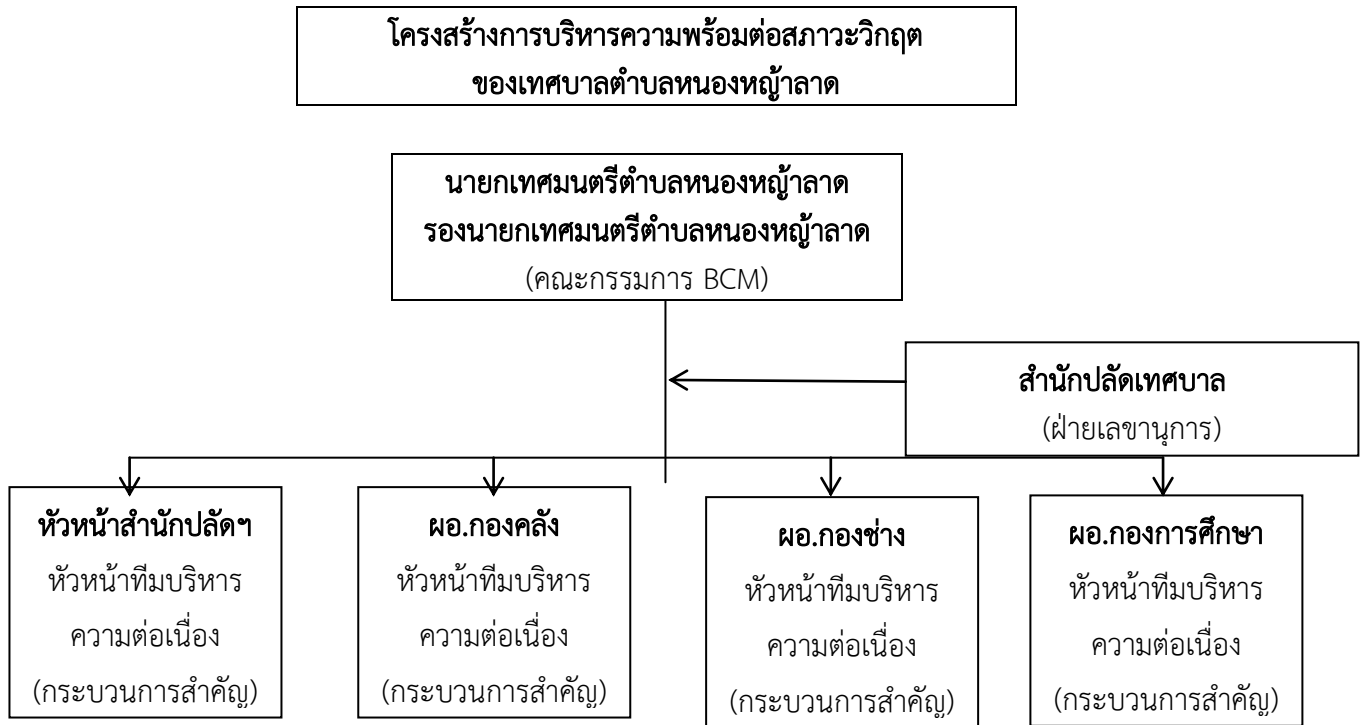 โครงสร้างการบริหารความพร้อมต่อสภาวะวิกฤต
ของเทศบาลตำบลหนองหญ้าลาด
นายกเทศมนตรีตำบลหนองหญ้าลาด
รองนายกเทศมนตรีตำบลหนองหญ้าลาด
(คณะกรรมการ BCM)
สำนักปลัดเทศบาล
(ฝ่ายเลขานุการ)
หัวหน้าสำนักปลัดฯ
หัวหน้าทีมบริหาร
ความต่อเนื่อง
(กระบวนการสำคัญ)
ผอ.กองคลัง
หัวหน้าทีมบริหาร
ความต่อเนื่อง
(กระบวนการสำคัญ)
ผอ.กองช่าง
หัวหน้าทีมบริหาร
ความต่อเนื่อง
(กระบวนการสำคัญ)
ผอ.กองการศึกษา
หัวหน้าทีมบริหาร
ความต่อเนื่อง
(กระบวนการสำคัญ)